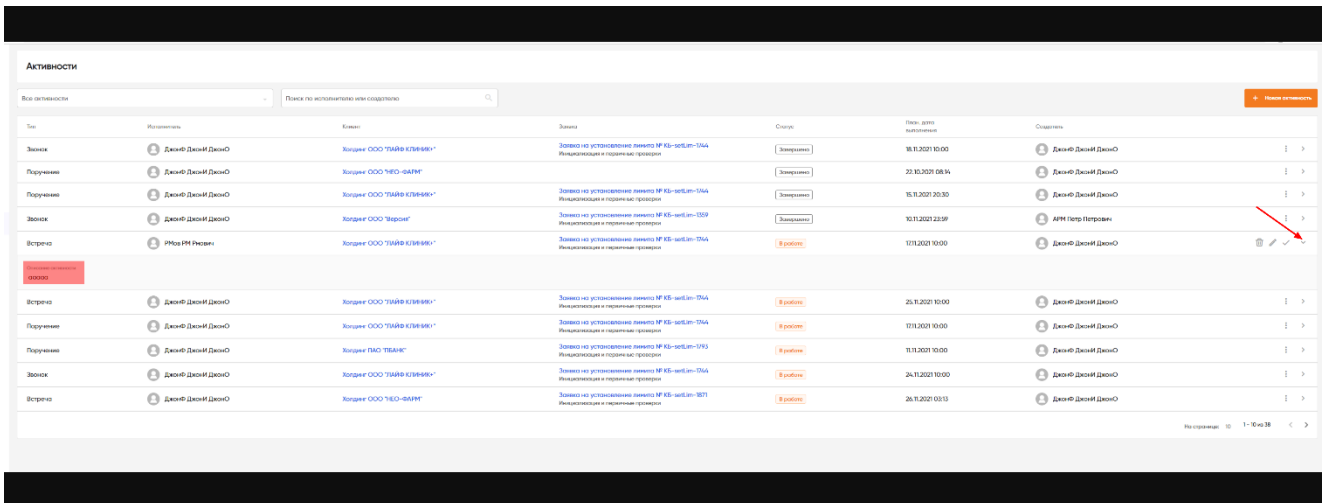 Активности
Все активности
Поиск по исполнителю или создателю
+ Новая активность
Тип Исполнитель Клиент Заявка Статус План. дата выполнения Создатель
Звонок ДжонФ ДжонИ ДжонО Холдинг ООО "ЛАЙФ КЛИНИК+" Заявка на установление лимита № КБ-setLim-1744 Завершено 18.11.2021 10:00 ДжонФ ДжонИ ДжонО
Инициализация и первичные проверки
Поручение ДжонФ ДжонИ ДжонО Холдинг ООО "НЕО-ФАРМ" Завершено 22.10.2021 08:14 ДжонФ ДжонИ ДжонО
Поручение ДжонФ ДжонИ ДжонО Холдинг ООО "ЛАЙФ КЛИНИК+" Заявка на установление лимита № КБ-setLim-1744 Завершено 15.11.2021 20:30 ДжонФ ДжонИ ДжонО
Инициализация и первичные проверки
Звонок ДжонФ ДжонИ ДжонО Холдинг ООО "Версия" Заявка на установление лимита № КБ-setLim-1359 Завершено 10.11.2021 23:59 АРМ Петр Петрович
Инициализация и первичные проверки
Встреча РМов РМ Рмович Холдинг ООО "ЛАЙФ КЛИНИК+" Заявка на установление лимита № КБ-setLim-1744 В работе 17.11.2021 10:00 ДжонФ ДжонИ ДжонО
Инициализация и первичные проверки
ааааа
Встреча ДжонФ ДжонИ ДжонО Холдинг ООО "ЛАЙФ КЛИНИК+" Заявка на установление лимита № КБ-setLim-1744 В работе 25.11.2021 10:00 ДжонФ ДжонИ ДжонО
Инициализация и первичные проверки
Поручение ДжонФ ДжонИ ДжонО Холдинг ООО "ЛАЙФ КЛИНИК+" Заявка на установление лимита № КБ-setLim-1744 В работе 17.11.2021 10:00 ДжонФ ДжонИ ДжонО
Инициализация и первичные проверки
Поручение ДжонФ ДжонИ ДжонО Холдинг ПАО "ПБАНК" Заявка на установление лимита № КБ-setLim-1793 В работе 11.11.2021 10:00 ДжонФ ДжонИ ДжонО
Инициализация и первичные проверки
Звонок ДжонФ ДжонИ ДжонО Холдинг ООО "ЛАЙФ КЛИНИК+" Заявка на установление лимита № КБ-setLim-1744 В работе 24.11.2021 10:00 ДжонФ ДжонИ ДжонО
Инициализация и первичные проверки
Встреча ДжонФ ДжонИ ДжонО Холдинг ООО "НЕО-ФАРМ" Заявка на установление лимита № КБ-setLim-1871 В работе 26.11.2021 03:13 ДжонФ ДжонИ ДжонО
Инициализация и первичные проверки
На странице: 10 1-10 из 38